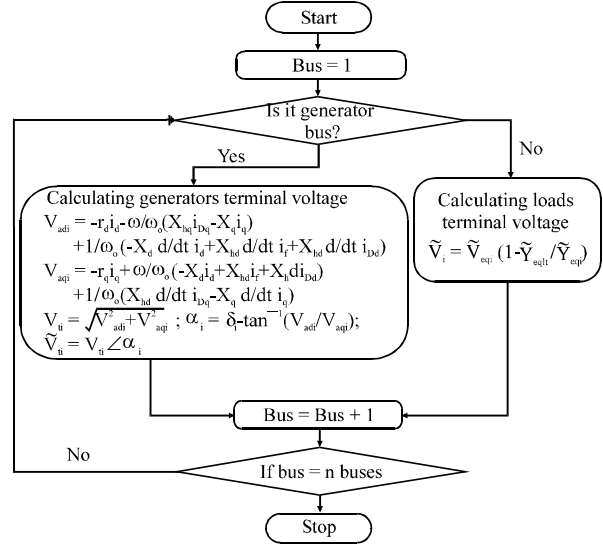 Start
Bus = 1
Is it generator
bus?
Yes
No
Calculating generators terminal voltage
V_adi = -r_d i_d-ω/ω_o(X_hq i_Dq-X_q i_q)
+1/ω_o(-X_d d/dt i_d+X_hd d/dt i_f+X_hd d/dt i_Dd)
V_aqi = -r_q i_q+ω/ω_o(-X_d i_d+X_hd i_f+X_h di_Dd)
+1/ω_o(X_hd d/dt i_Dq-X_q d/dt i_q)
V_ti = √(V²_adi+V²_aqi) ; α_i = δ_i-tan⁻¹(V_adi/V_aqi);
Ṽ_ti = V_ti∠α_i
Calculating loads
terminal voltage
Ṽ_i = Ṽ_eqi (1-Ỹ_eqlt/Ỹ_eqi)
Bus = Bus + 1
No
If bus = n buses
Stop